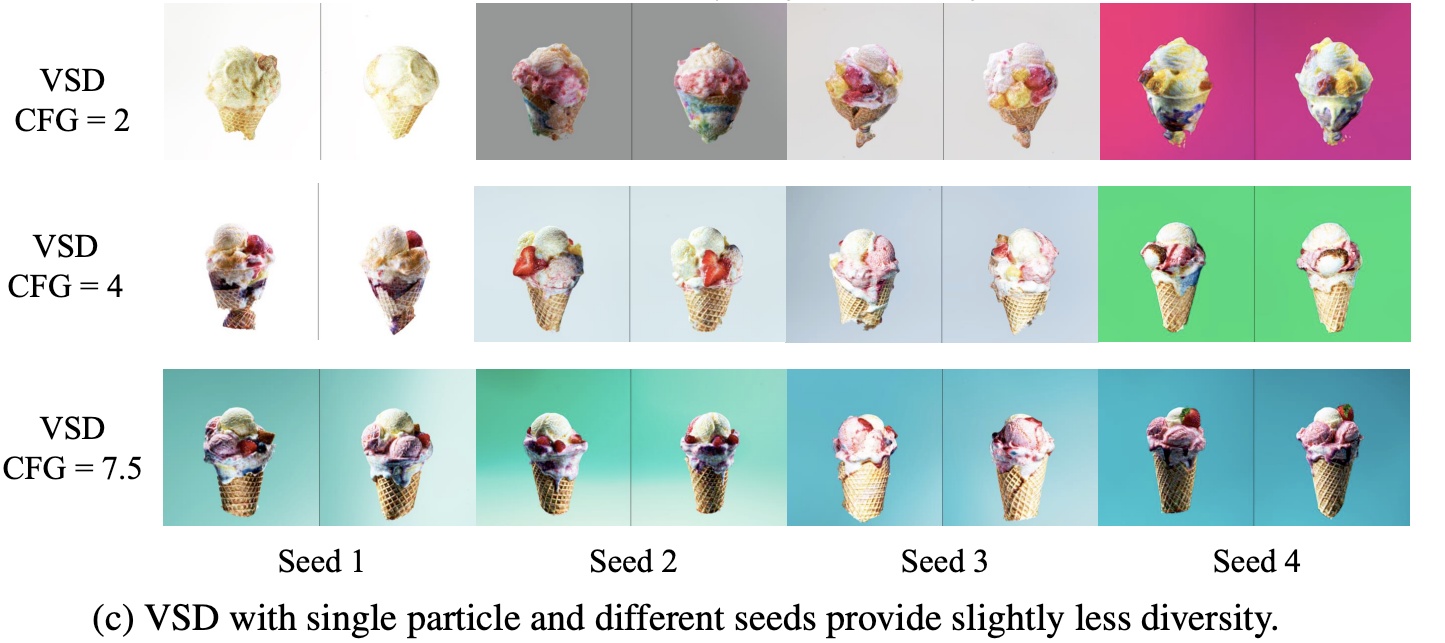 VSD
CFG = 2
VSD
CFG = 4
VSD
CFG = 7.5
Seed 1
Seed 2
Seed 3
Seed 4
(c) VSD with single particle and different seeds provide slightly less diversity.